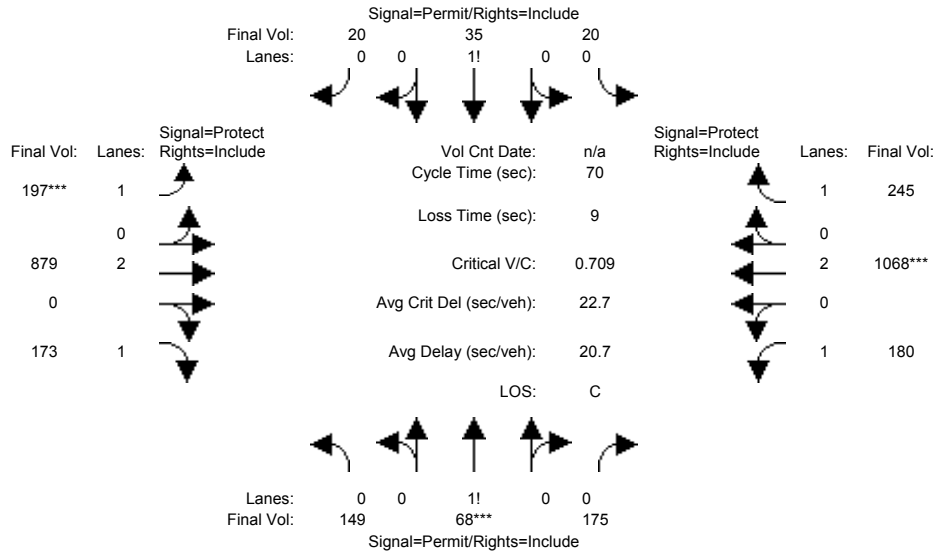 Signal=Permit/Rights=Include
Final Vol: 20 35 20
Lanes: 0 0 1! 0 0
Signal=Protect
Final Vol: Lanes: Rights=Include
Vol Cnt Date: n/a
Signal=Protect
Rights=Include Lanes: Final Vol:
Cycle Time (sec): 70
197*** 1
1 245
Loss Time (sec): 9
0
0
879 2
Critical V/C: 0.709
2 1068***
0
Avg Crit Del (sec/veh): 22.7
0
173 1
Avg Delay (sec/veh): 20.7
1 180
LOS: C
Lanes: 0 0 1! 0 0
Final Vol: 149 68*** 175
Signal=Permit/Rights=Include